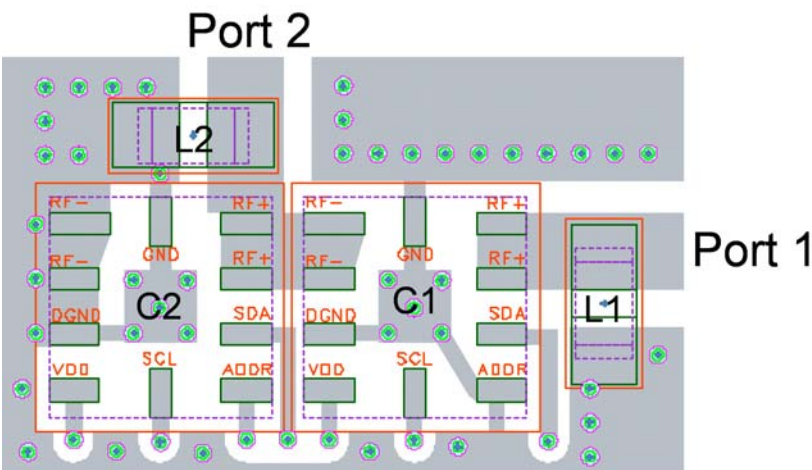 Port 2
L2
RF- RF+ RF- RF+
GND GND
RF- RF+ RF- RF+
Port 1
C2 C1 L1
DGND SDA DGND SDA
VDD SCL ADDR VDD SCL ADDR